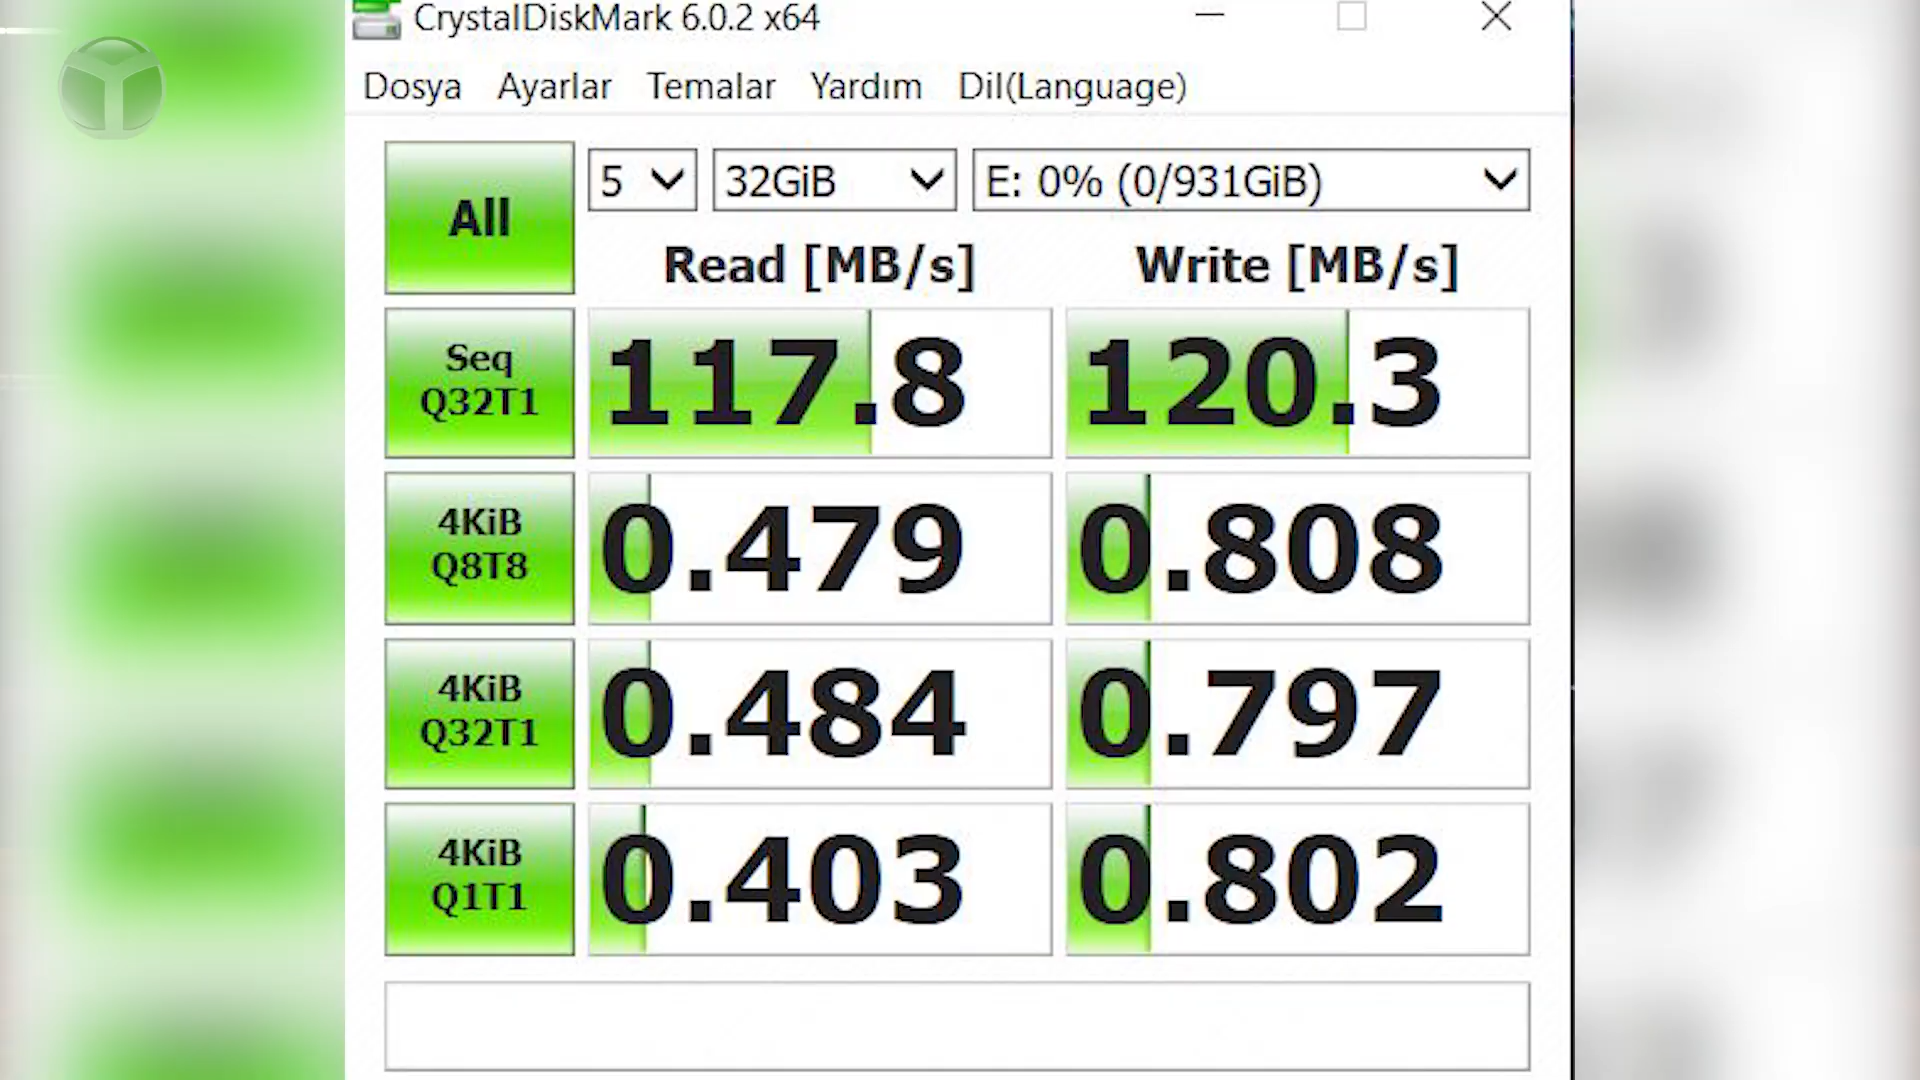 CrystalDiskMark 6.0.2 x64
Dosya Ayarlar Temalar Yardım Dil(Language)
All
5 32GiB E: 0% (0/931GiB)
Read [MB/s] Write [MB/s]
Seq
Q32T1
117.8 120.3
4KiB
Q8T8
0.479 0.808
4KiB
Q32T1
0.484 0.797
4KiB
Q1T1
0.403 0.802